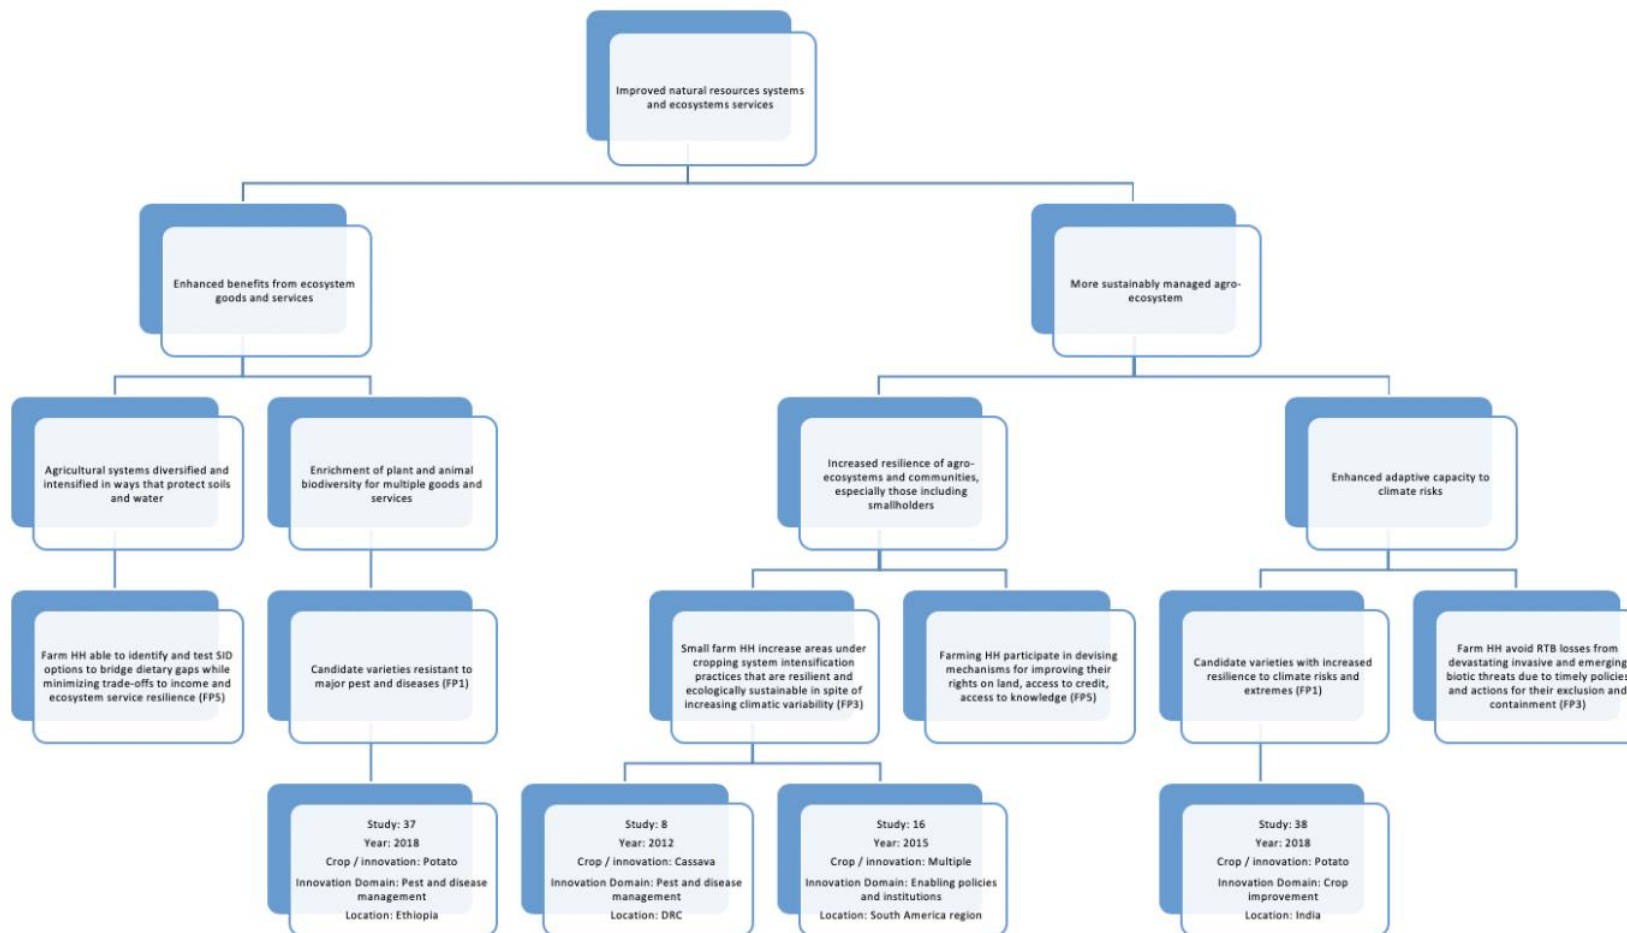 Improved natural resources systems
and ecosystems services
Enhanced benefits from ecosystem
goods and services
More sustainably managed agro-
ecosystem
Agricultural systems diversified and
intensified in ways that protect soils
and water
Enrichment of plant and animal
biodiversity for multiple goods and
services
Increased resilience of agro-
ecosystems and communities,
especially those including
smallholders
Enhanced adaptive capacity to
climate risks
Farm HH able to identify and test SID
options to bridge dietary gaps while
minimizing trade-offs to income and
ecosystem service resilience (FP5)
Candidate varieties resistant to
major pest and diseases (FP1)
Small farm HH increase areas under
cropping system intensification
practices that are resilient and
ecologically sustainable in spite of
increasing climatic variability (FP3)
Farming HH participate in devising
mechanisms for improving their
rights on land, access to credit,
access to knowledge (FP5)
Candidate varieties with increased
resilience to climate risks and
extremes (FP1)
Farm HH avoid RTB losses from
devastating invasive and emerging
biotic threats due to timely policies
and actions for their exclusion and
containment (FP3)
Study: 37
Year: 2018
Crop / innovation: Potato
Innovation Domain: Pest and disease
management
Location: Ethiopia
Study: 8
Year: 2012
Crop / innovation: Cassava
Innovation Domain: Pest and disease
management
Location: DRC
Study: 16
Year: 2015
Crop / innovation: Multiple
Innovation Domain: Enabling policies
and institutions
Location: South America region
Study: 38
Year: 2018
Crop / innovation: Potato
Innovation Domain: Crop
improvement
Location: India